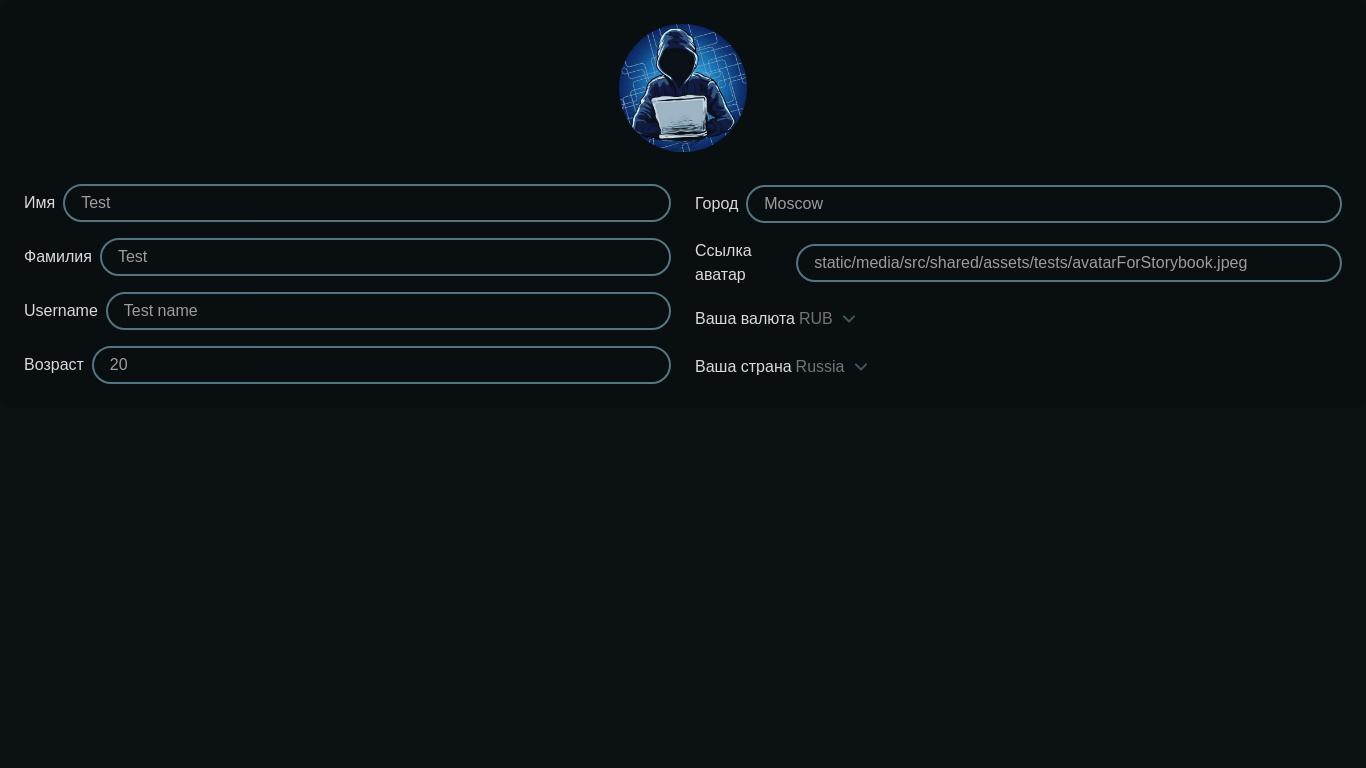 Имя Test
Фамилия Test
Username Test name
Возраст 20
Город Moscow
Ссылка
аватар
static/media/src/shared/assets/tests/avatarForStorybook.jpeg
Ваша валюта RUB
Ваша страна Russia